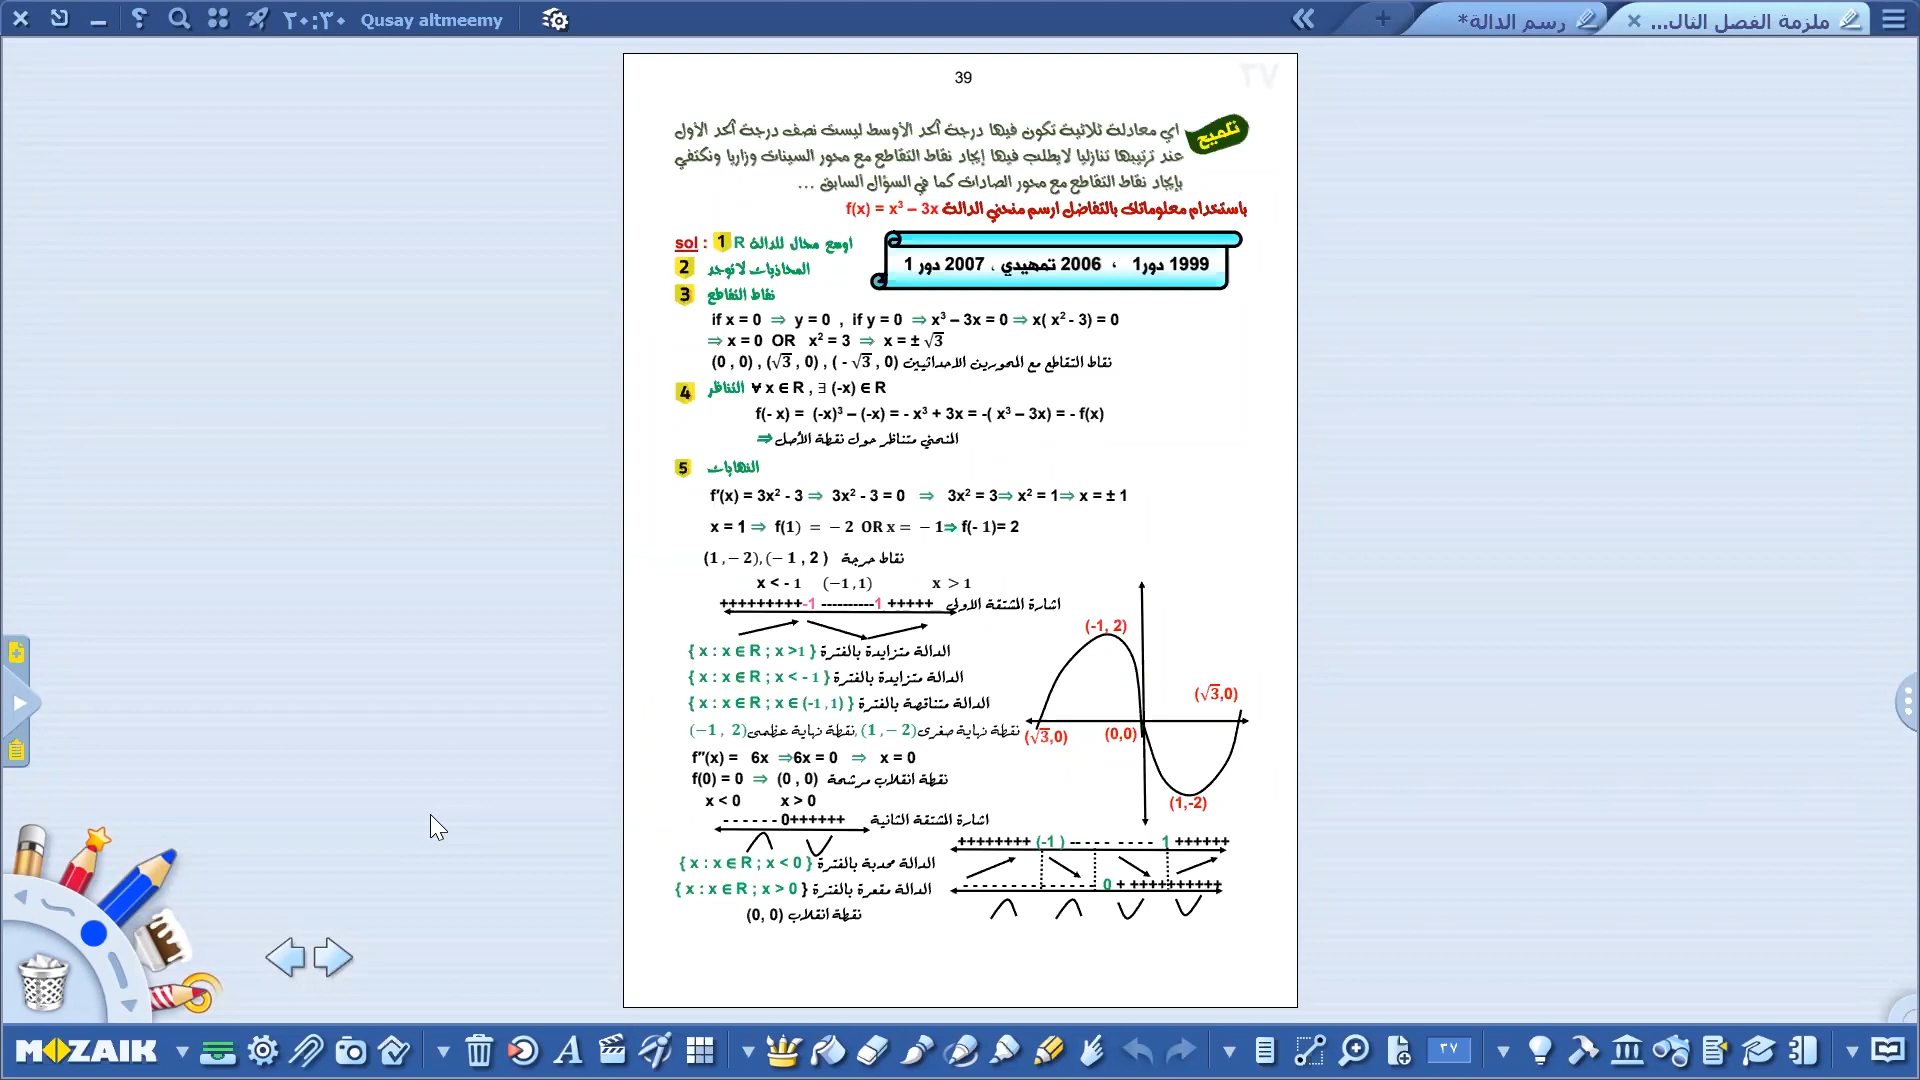 ٢٠:٣٠ Qusay altmeemy
رسم الدالة*
ملزمة الفصل الثال...
39
٣٧
تلميح
اي معادلة ثلاثية تكون فيها درجة الحد الأوسط ليست نصف درجة الحد الأول
عند ترتيبها تنازليا لايطلب فيها إيجاد نقاط التقاطع مع محور السينات وزاريا ونكتفي
بإيجاد نقاط التقاطع مع محور الصادات كما في السؤال السابق ...
باستخدام معلوماتك بالتفاضل ارسم منحني الدالة f(x) = x³ – 3x
sol : 1 R اوسع مجال للدالة
1999 دور1 ، 2006 تمهيدي ، 2007 دور 1
2 المحاذيات لاتوجد
3 نقاط التقاطع
if x = 0 ⇒ y = 0 , if y = 0 ⇒ x³ – 3x = 0 ⇒ x( x² - 3) = 0
⇒ x = 0 OR x² = 3 ⇒ x = ± √3
(0 , 0) , (√3 , 0) , ( - √3 , 0) نقاط التقاطع مع المحورين الاحداثيين
4 التناظر ∀ x ∈ R , ∃ (-x) ∈ R
f(- x) = (-x)³ – (-x) = - x³ + 3x = -( x³ – 3x) = - f(x)
⇒ المنحني متناظر حول نقطة الأصل
5 النهايات
f′(x) = 3x² - 3 ⇒ 3x² - 3 = 0 ⇒ 3x² = 3⇒ x² = 1⇒ x = ± 1
x = 1 ⇒ f(1) = − 2 OR x = − 1⇒ f(- 1)= 2
(1 ,− 2),(− 1 , 2 ) نقاط حرجة
x < - 1 (−1 ,1) x > 1
+++++++++-1 ----------1 +++++ اشارة المشتقة الاولى
{ x : x ∈ R ; x >1 } الدالة متزايدة بالفترة
{ x : x ∈ R ; x < - 1 } الدالة متزايدة بالفترة
{ x : x ∈ R ; x ∈ (-1 ,1) } الدالة متناقصة بالفترة
(−1 , 2) نقطة نهاية عظمى, (1 ,− 2) نقطة نهاية صغرى
f″(x) = 6x ⇒6x = 0 ⇒ x = 0
f(0) = 0 ⇒ (0 , 0) نقطة انقلاب مرشحة
x < 0 x > 0
- - - - - - 0++++++ اشارة المشتقة الثانية
{ x : x ∈ R ; x < 0 } الدالة محدبة بالفترة
{ x : x ∈ R ; x > 0 } الدالة مقعرة بالفترة
(0, 0) نقطة انقلاب
(-1, 2)
(√3,0)
(√3,0)
(0,0)
(1,-2)
++++++++ (-1 ) -- - - - - - - - 1 ++++++
- - - - - - - - - - - - - - - 0 + ++++++++++
MOZAIK
٣٧